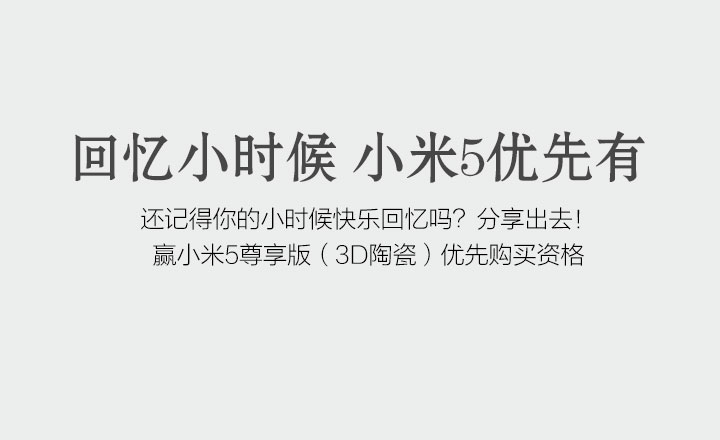 回忆小时候 小米5优先有
还记得你的小时候快乐回忆吗？分享出去！
赢小米5尊享版（3D陶瓷）优先购买资格